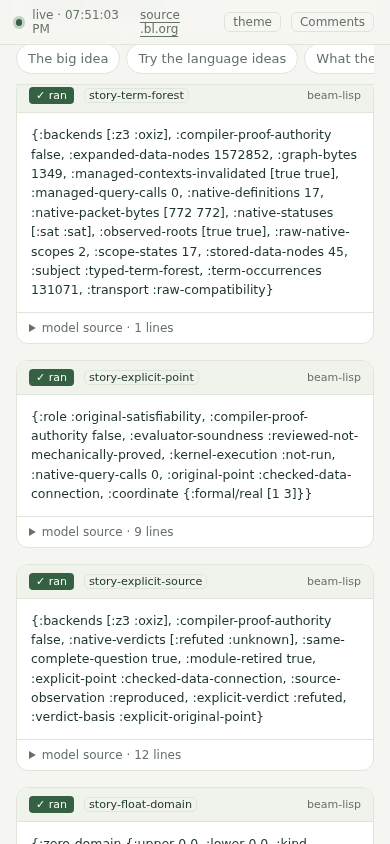 live · 07:51:03 PM
source.bl.org
theme
Comments
The big idea
Try the language ideas
What the
✓ ran story-term-forest beam-lisp
{:backends [:z3 :oxiz], :compiler-proof-authority
false, :expanded-data-nodes 1572852, :graph-bytes
1349, :managed-contexts-invalidated [true true],
:managed-query-calls 0, :native-definitions 17,
:native-packet-bytes [772 772], :native-statuses
[:sat :sat], :observed-roots [true true], :raw-native-
scopes 2, :scope-states 17, :stored-data-nodes 45,
:subject :typed-term-forest, :term-occurrences
131071, :transport :raw-compatibility}
▶ model source · 1 lines
✓ ran story-explicit-point beam-lisp
{:role :original-satisfiability, :compiler-proof-
authority false, :evaluator-soundness :reviewed-not-
mechanically-proved, :kernel-execution :not-run,
:native-query-calls 0, :original-point :checked-data-
connection, :coordinate {:formal/real [1 3]}}
▶ model source · 9 lines
✓ ran story-explicit-source beam-lisp
{:backends [:z3 :oxiz], :compiler-proof-authority
false, :native-verdicts [:refuted :unknown], :same-
complete-question true, :module-retired true,
:explicit-point :checked-data-connection, :source-
observation :reproduced, :explicit-verdict :refuted,
:verdict-basis :explicit-original-point}
▶ model source · 12 lines
✓ ran story-float-domain beam-lisp
{:zero-domain {:upper 0.0, :lower 0.0, :kind